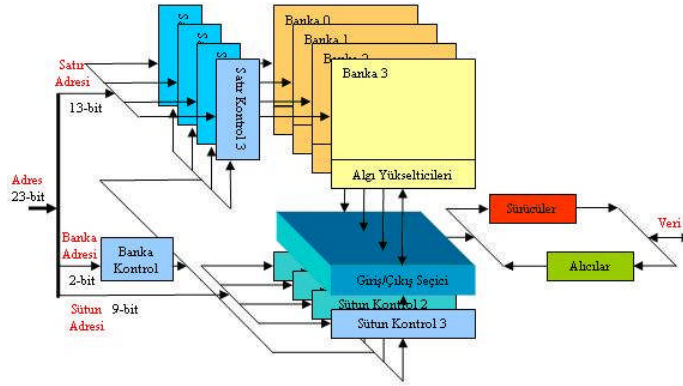 Banka 0
Banka 1
Banka 2
Banka 3
Satır
Adresi
13-bit
Satır Kontrol 3
Algı Yükselticileri
Adres
23-bit
Sürücüler
Veri
Banka
Adresi
Banka
Kontrol
2-bit
Alıcılar
Giriş/Çıkış Seçici
Sütun Kontrol 2
Sütun
Adresi
9-bit
Sütun Kontrol 3